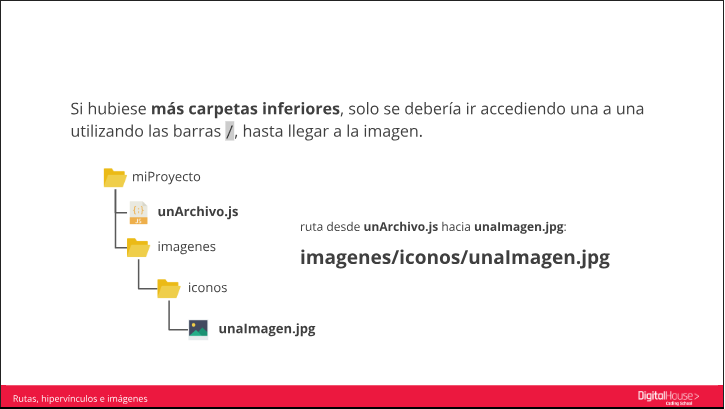 Si hubiese más carpetas inferiores, solo se debería ir accediendo una a una
utilizando las barras /, hasta llegar a la imagen.
miProyecto
{;}
JS
unArchivo.js
imagenes
iconos
unaImagen.jpg
ruta desde unArchivo.js hacia unaImagen.jpg:
imagenes/iconos/unaImagen.jpg
Rutas, hipervínculos e imágenes
DigitalHouse>
Coding School